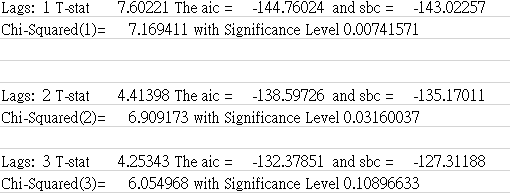 Lags: 1 T-stat 7.60221 The aic = -144.76024 and sbc = -143.02257
Chi-Squared(1)= 7.169411 with Significance Level 0.00741571
Lags: 2 T-stat 4.41398 The aic = -138.59726 and sbc = -135.17011
Chi-Squared(2)= 6.909173 with Significance Level 0.03160037
Lags: 3 T-stat 4.25343 The aic = -132.37851 and sbc = -127.31188
Chi-Squared(3)= 6.054968 with Significance Level 0.10896633